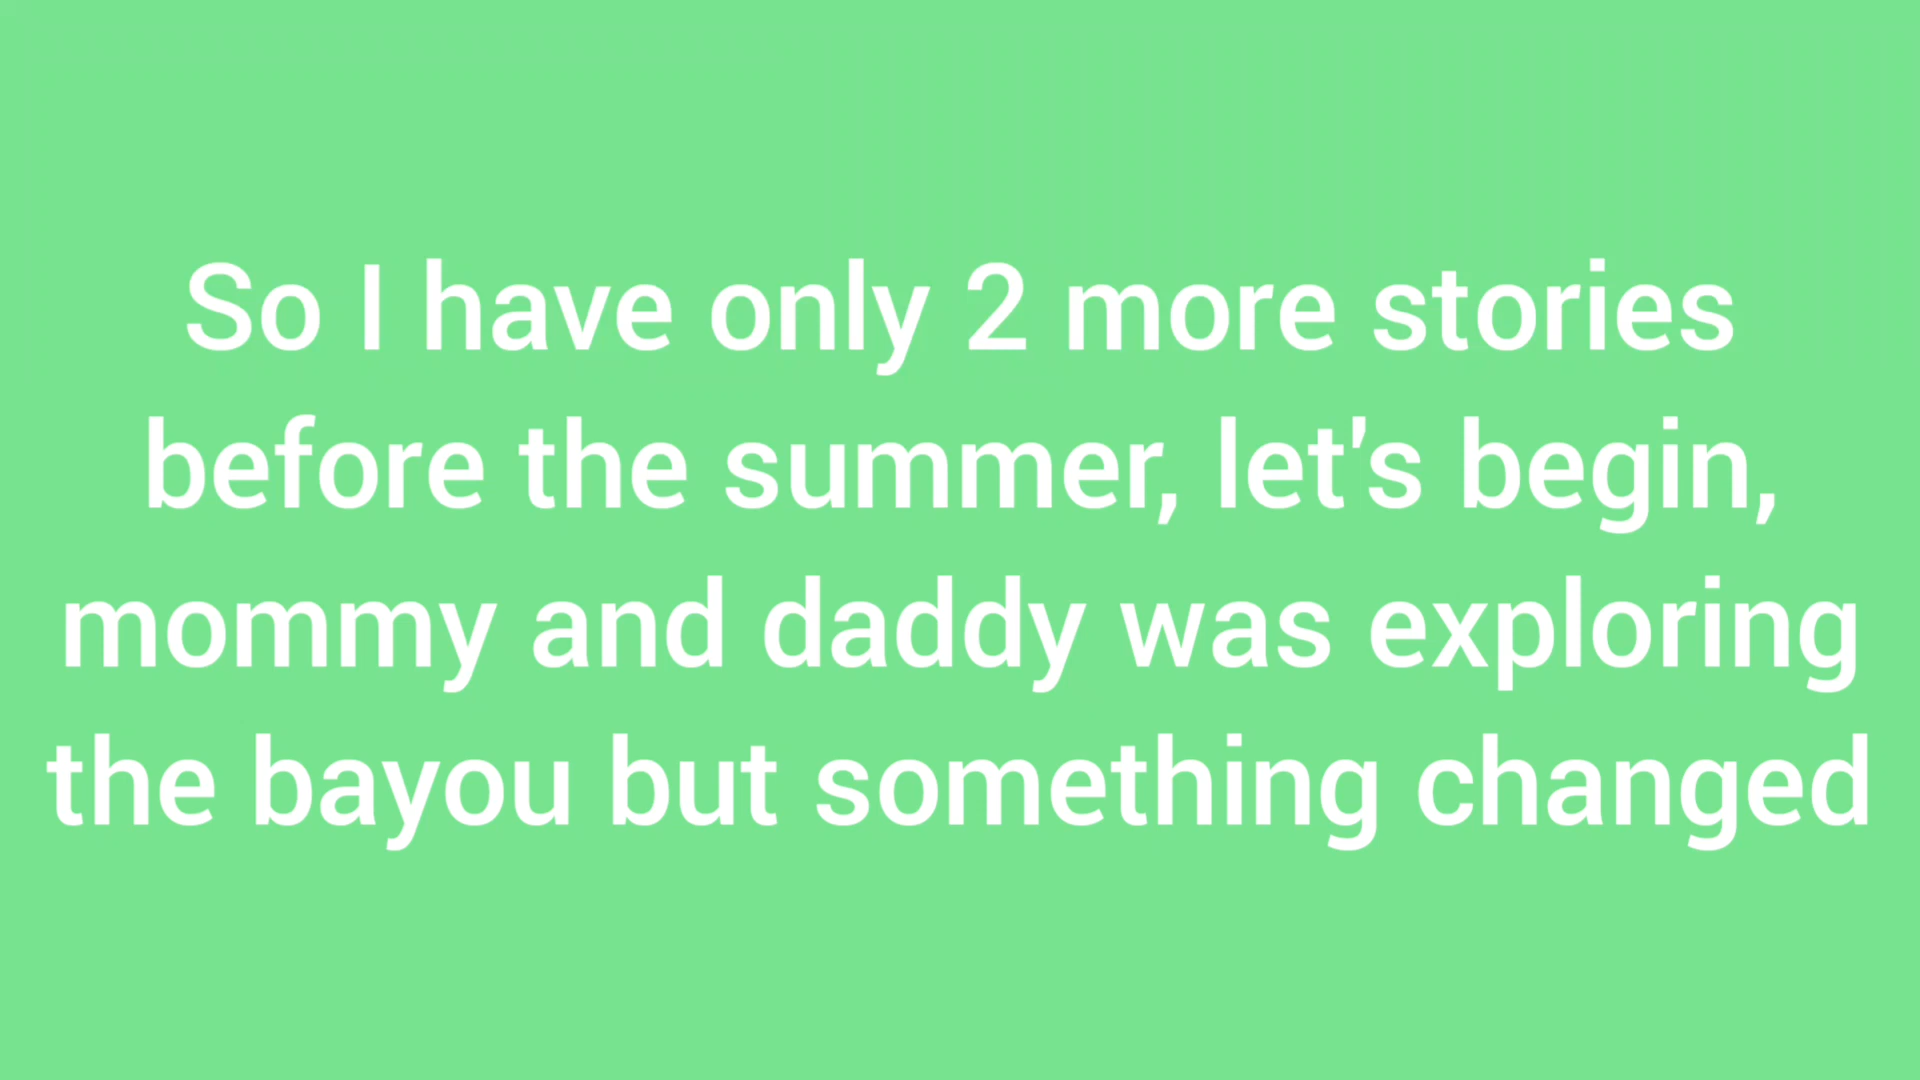 So I have only 2 more stories
before the summer, let's begin,
mommy and daddy was exploring
the bayou but something changed